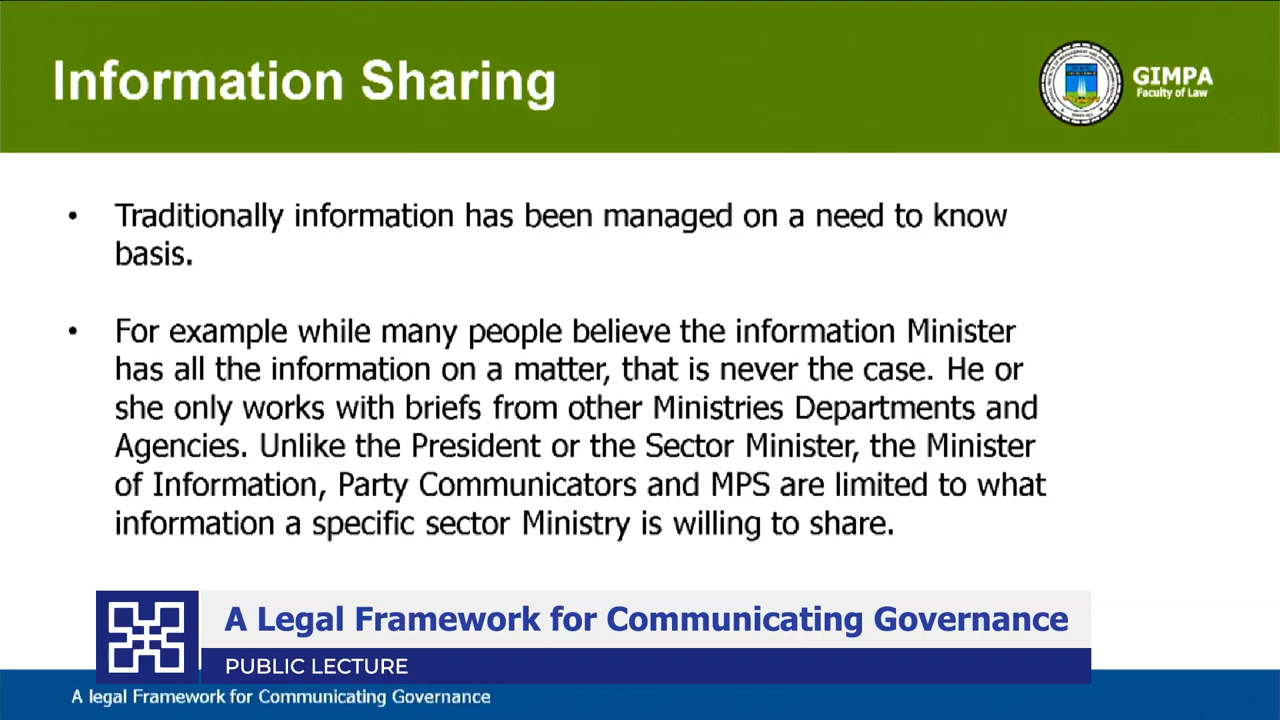 Information Sharing
GIMPA
Faculty of Law
• Traditionally information has been managed on a need to know
basis.
• For example while many people believe the information Minister
has all the information on a matter, that is never the case. He or
she only works with briefs from other Ministries Departments and
Agencies. Unlike the President or the Sector Minister, the Minister
of Information, Party Communicators and MPS are limited to what
information a specific sector Ministry is willing to share.
A Legal Framework for Communicating Governance
PUBLIC LECTURE
A legal Framework for Communicating Governance